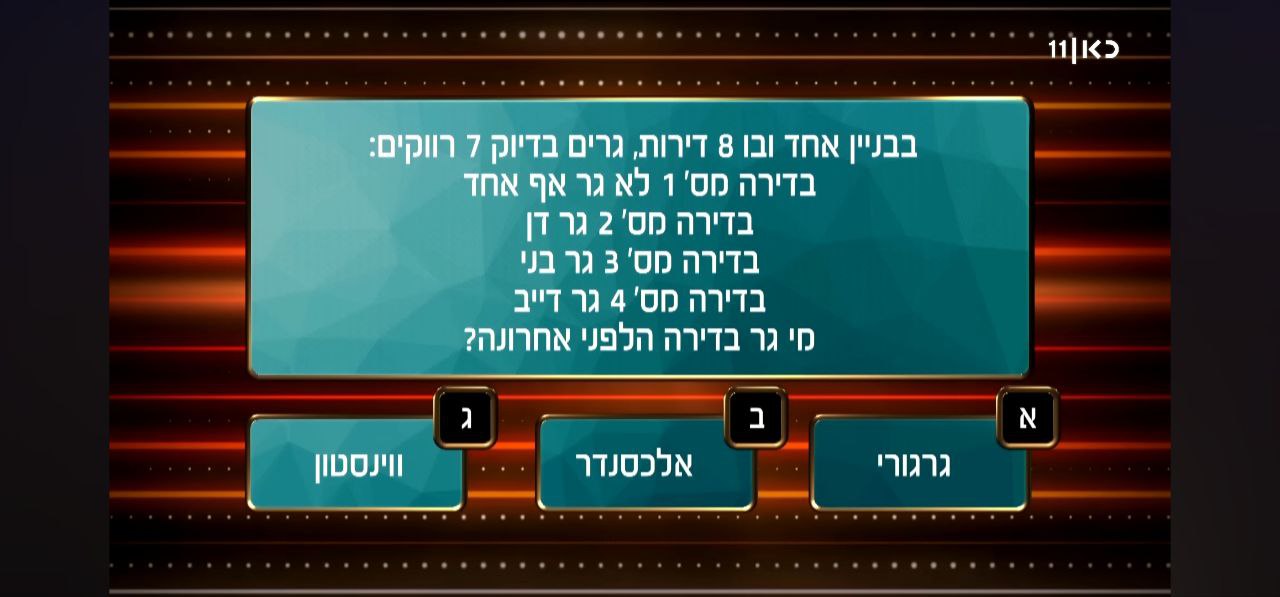 כאן|11
בבניין אחד ובו 8 דירות, גרים בדיוק 7 רווקים:
בדירה מס' 1 לא גר אף אחד
בדירה מס' 2 גר דן
בדירה מס' 3 גר בני
בדירה מס' 4 גר דייב
מי גר בדירה הלפני אחרונה?
א
גרגורי
ב
אלכסנדר
ג
ווינסטון